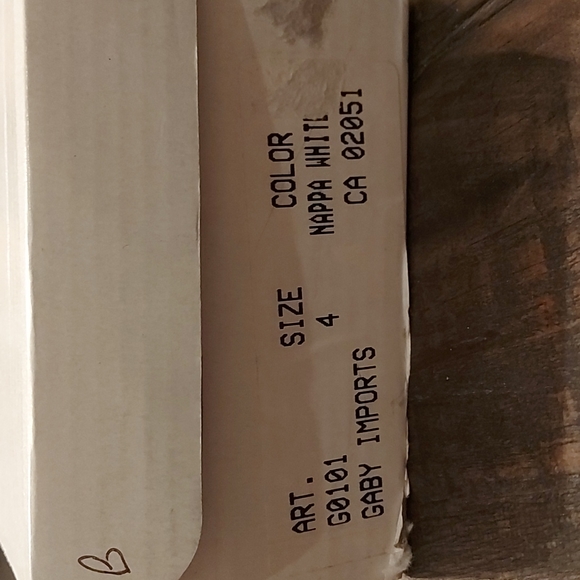 ART. SIZE COLOR
G0101 4 NAPPA WHITE
GABY IMPORTS CA 02051
B